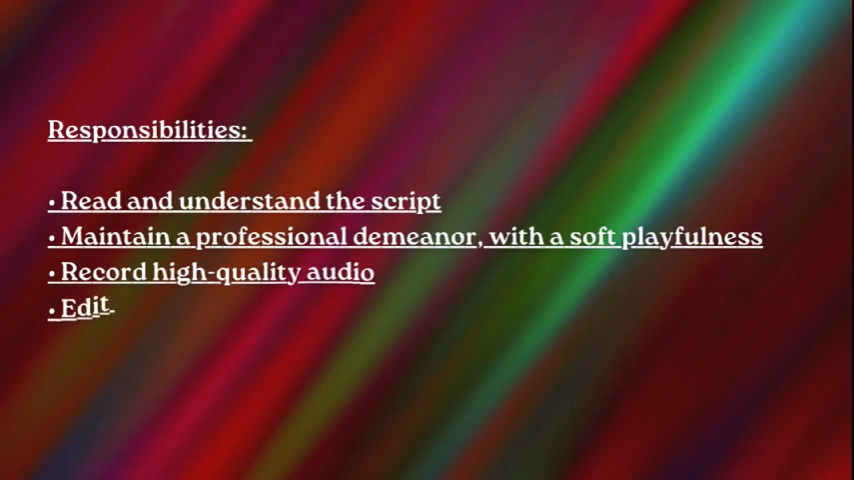 Responsibilities:
• Read and understand the script
• Maintain a professional demeanor, with a soft playfulness
• Record high-quality audio
• Edit